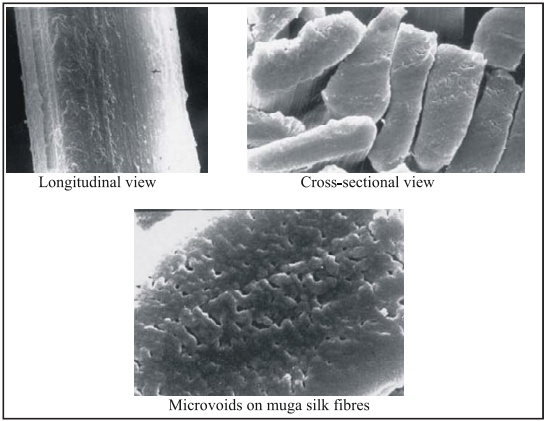 Longitudinal view
Cross-sectional view
Microvoids on muga silk fibres